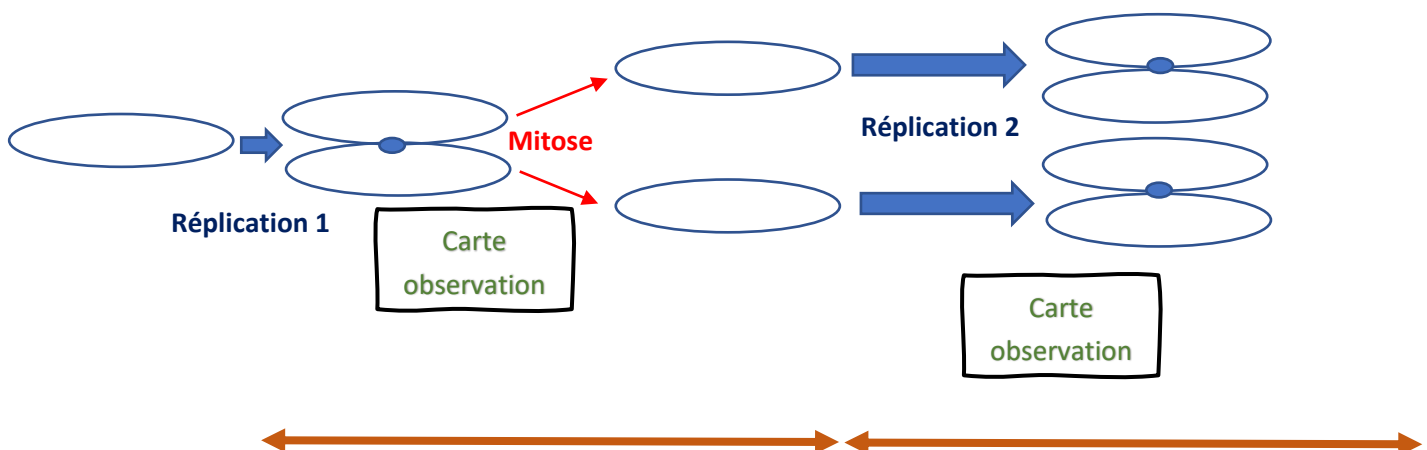 Mitose
Réplication 2
Réplication 1
Carte
observation
Carte
observation